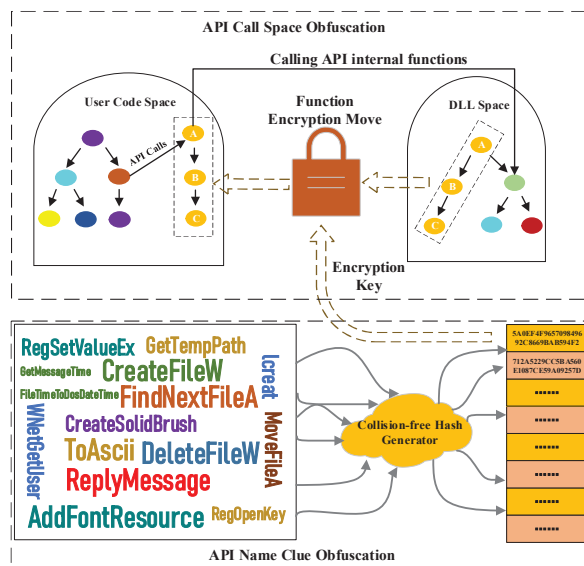 API Call Space Obfuscation
Calling API internal functions
User Code Space
Function
Encryption Move
DLL Space
API Calls
A
B
C
A
B
C
Encryption
Key
RegSetValueEx
GetTempPath
GetMessageTime
CreateFileW
FileTimeToDosDateTime
FindNextFileA
lcreat
WNetGetUser
CreateSolidBrush
MoveFileA
ToAscii
DeleteFileW
ReplyMessage
AddFontResource
RegOpenKey
Collision-free Hash
Generator
5A0EF4F9657098496
92C8669BAB594F2
712A5229CC5BA560
E1087CE59A09257D
••••••
••••••
••••••
••••••
••••••
••••••
API Name Clue Obfuscation